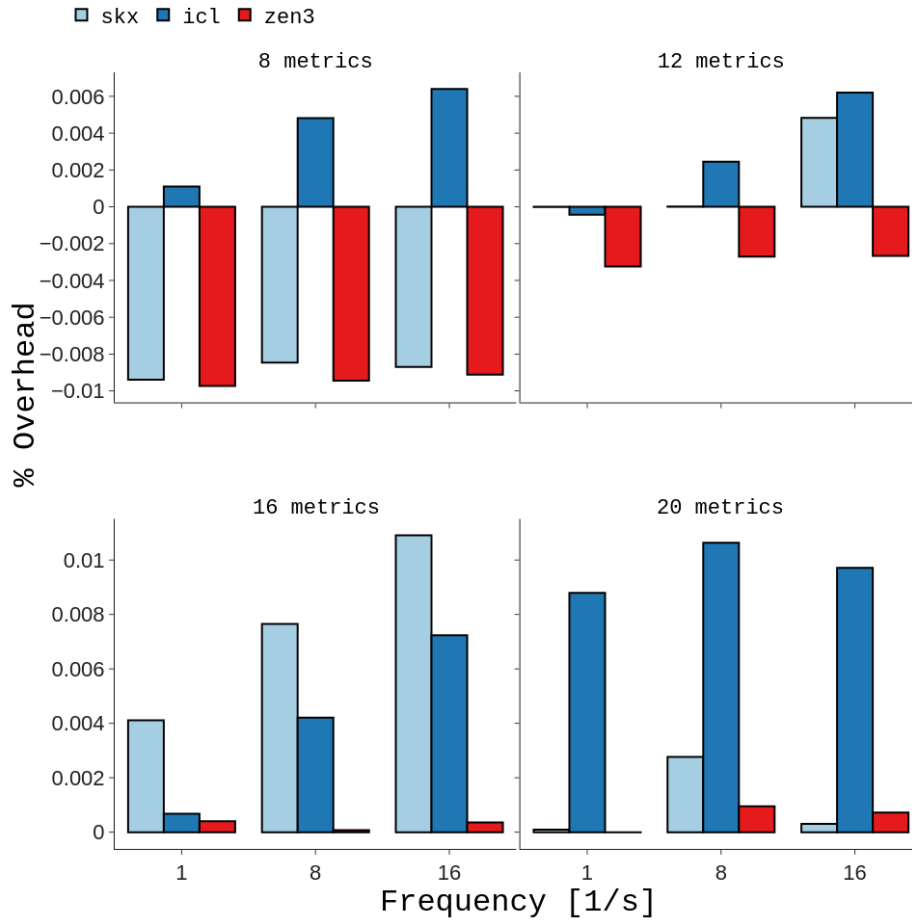 skx icl zen3
8 metrics
12 metrics
0.006
0.004
0.002
0
−0.002
−0.004
−0.006
−0.008
−0.01
% Overhead
16 metrics
20 metrics
0.01
0.008
0.006
0.004
0.002
0
1 8 16 1 8 16
Frequency [1/s]